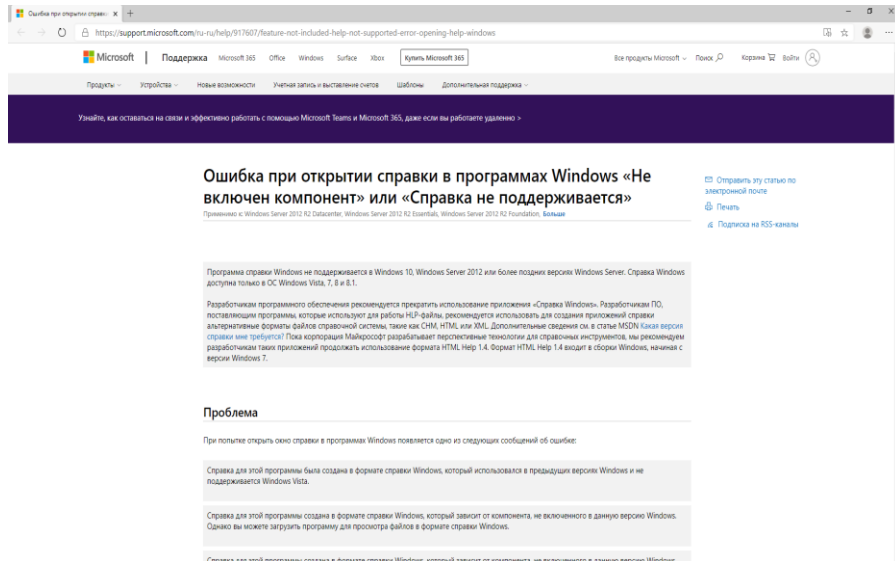 Ошибка при открытии справки
https://support.microsoft.com/ru-ru/help/917607/feature-not-included-help-not-supported-error-opening-help-windows
Microsoft | Поддержка Microsoft 365 Office Windows Surface Xbox Купить Microsoft 365 Все продукты Microsoft Поиск Корзина Войти
Продукты Устройства Новые возможности Учетная запись и выставление счетов Шаблоны Дополнительная поддержка
Узнайте, как оставаться на связи и эффективно работать с помощью Microsoft Teams и Microsoft 365, даже если вы работаете удаленно >
Ошибка при открытии справки в программах Windows «Не
включен компонент» или «Справка не поддерживается»
Применимо к: Windows Server 2012 R2 Datacenter, Windows Server 2012 R2 Essentials, Windows Server 2012 R2 Foundation, Больше
Отправить эту статью по
электронной почте
Печать
Подписка на RSS-каналы
Программа справки Windows не поддерживается в Windows 10, Windows Server 2012 или более поздних версиях Windows Server. Справка Windows
доступна только в ОС Windows Vista, 7, 8 и 8.1.
Разработчикам программного обеспечения рекомендуется прекратить использование приложения «Справка Windows». Разработчикам ПО,
поставляющим программы, которые используют для работы HLP-файлы, рекомендуется использовать для создания приложений справки
альтернативные форматы файлов справочной системы, такие как CHM, HTML или XML. Дополнительные сведения см. в статье MSDN Какая версия
справки мне требуется? Пока корпорация Майкрософт разрабатывает перспективные технологии для справочных инструментов, мы рекомендуем
разработчикам таких приложений продолжать использование формата HTML Help 1.4. Формат HTML Help 1.4 входит в сборки Windows, начиная с
версии Windows 7.
Проблема
При попытке открыть окно справки в программах Windows появляется одно из следующих сообщений об ошибке:
Справка для этой программы была создана в формате справки Windows, который использовался в предыдущих версиях Windows и не
поддерживается Windows Vista.
Справка для этой программы создана в формате справки Windows, который зависит от компонента, не включенного в данную версию Windows.
Однако вы можете загрузить программу для просмотра файлов в формате справки Windows.
Справка для этой программы создана в формате справки Windows, который зависит от компонента, не включенного в данную версию Windows.